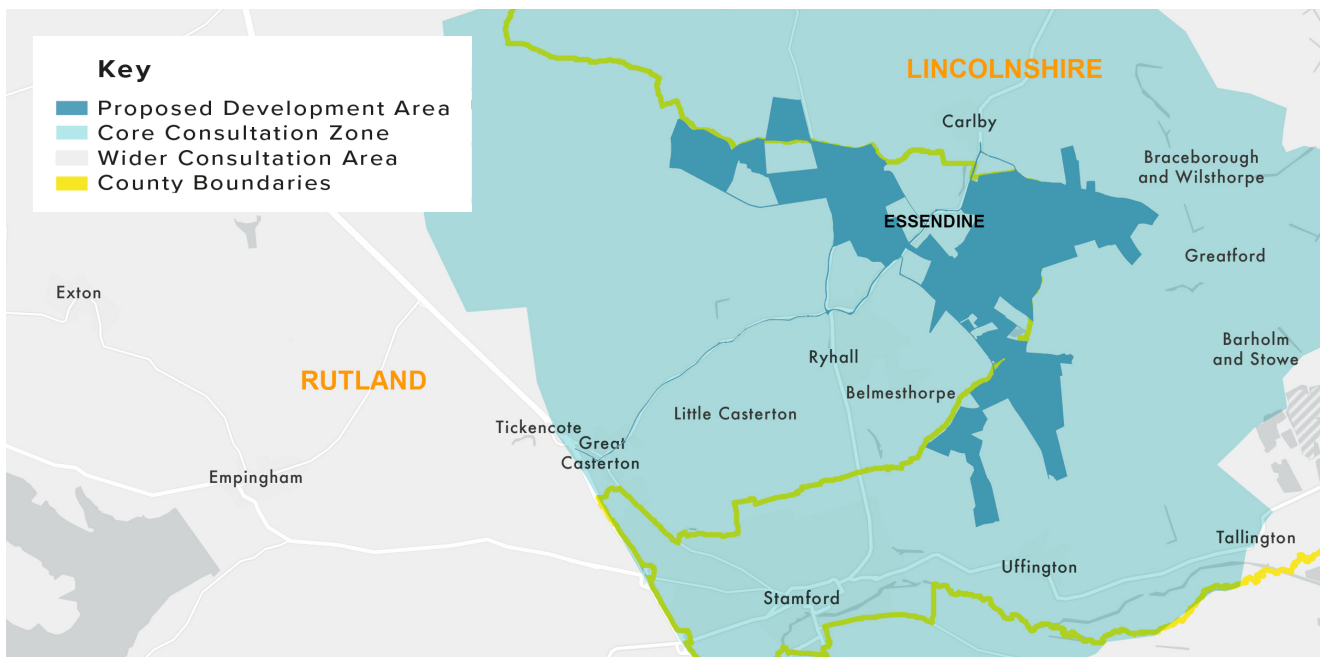 Key
Proposed Development Area
Core Consultation Zone
Wider Consultation Area
County Boundaries
LINCOLNSHIRE
Carlby
Braceborough
and Wilsthorpe
ESSENDINE
Greatford
Exton
Barholm
and Stowe
Ryhall
RUTLAND
Belmesthorpe
Little Casterton
Tickencote
Great
Casterton
Empingham
Tallington
Uffington
Stamford